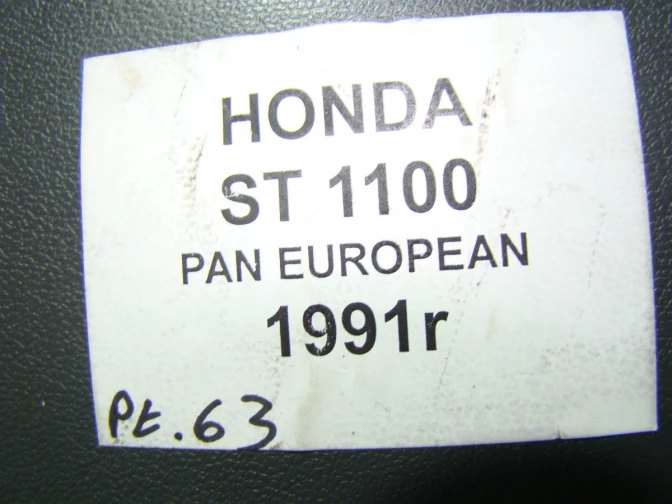 HONDA
ST 1100
PAN EUROPEAN
1991r
Pt. 63